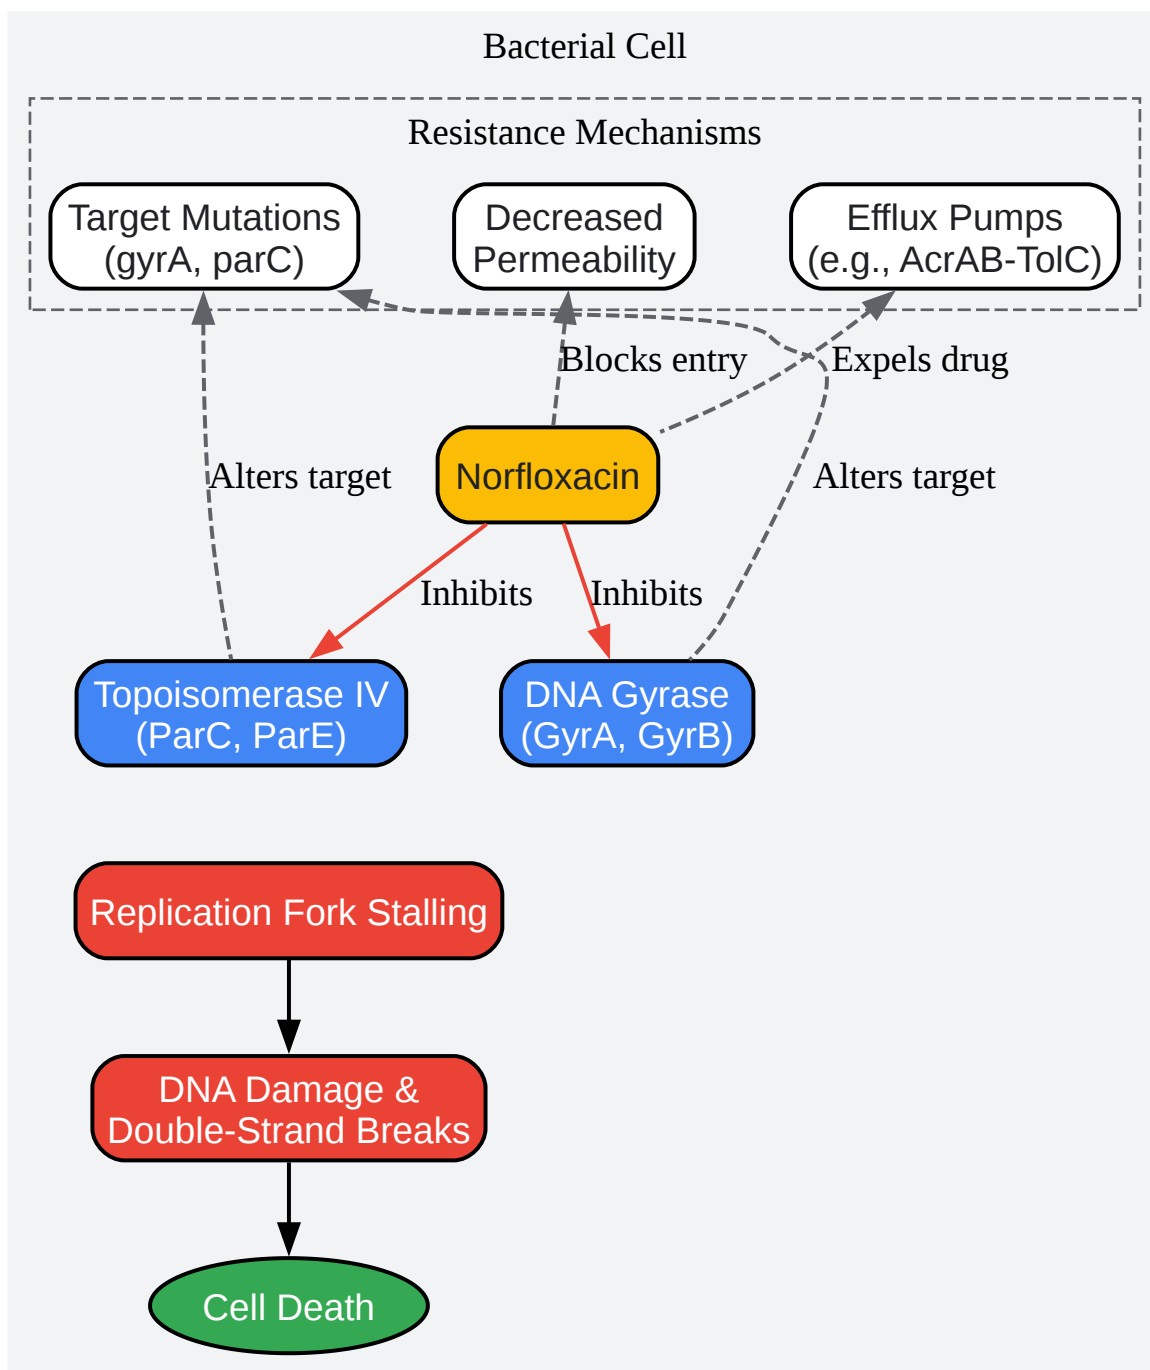 Bacterial Cell
Resistance Mechanisms
Target Mutations
(gyrA, parC)
Decreased
Permeability
Efflux Pumps
(e.g., AcrAB-TolC)
Blocks entry
Expels drug
Alters target
Norfloxacin
Alters target
Inhibits
Inhibits
Topoisomerase IV
(ParC, ParE)
DNA Gyrase
(GyrA, GyrB)
Replication Fork Stalling
DNA Damage &
Double-Strand Breaks
Cell Death